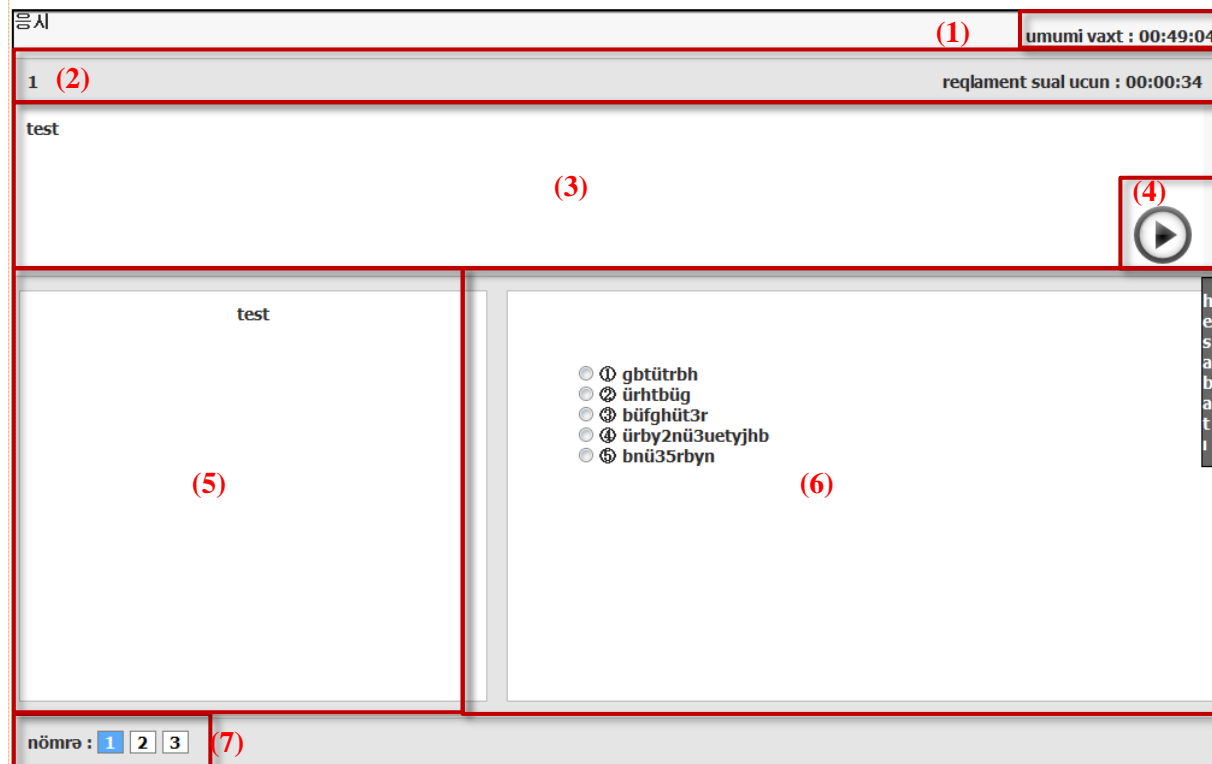 응시
(1)
umumi vaxt : 00:49:04
1 (2)
reqlament sual ucun : 00:00:34
test
(3)
(4)
test
(5)
① gbtütrbh
② ürhtbüg
③ büfghüt3r
④ ürby2nü3uetyjhb
⑤ bnü35rbyn
(6)
hesabatı
nömrə : 1 2 3 (7)